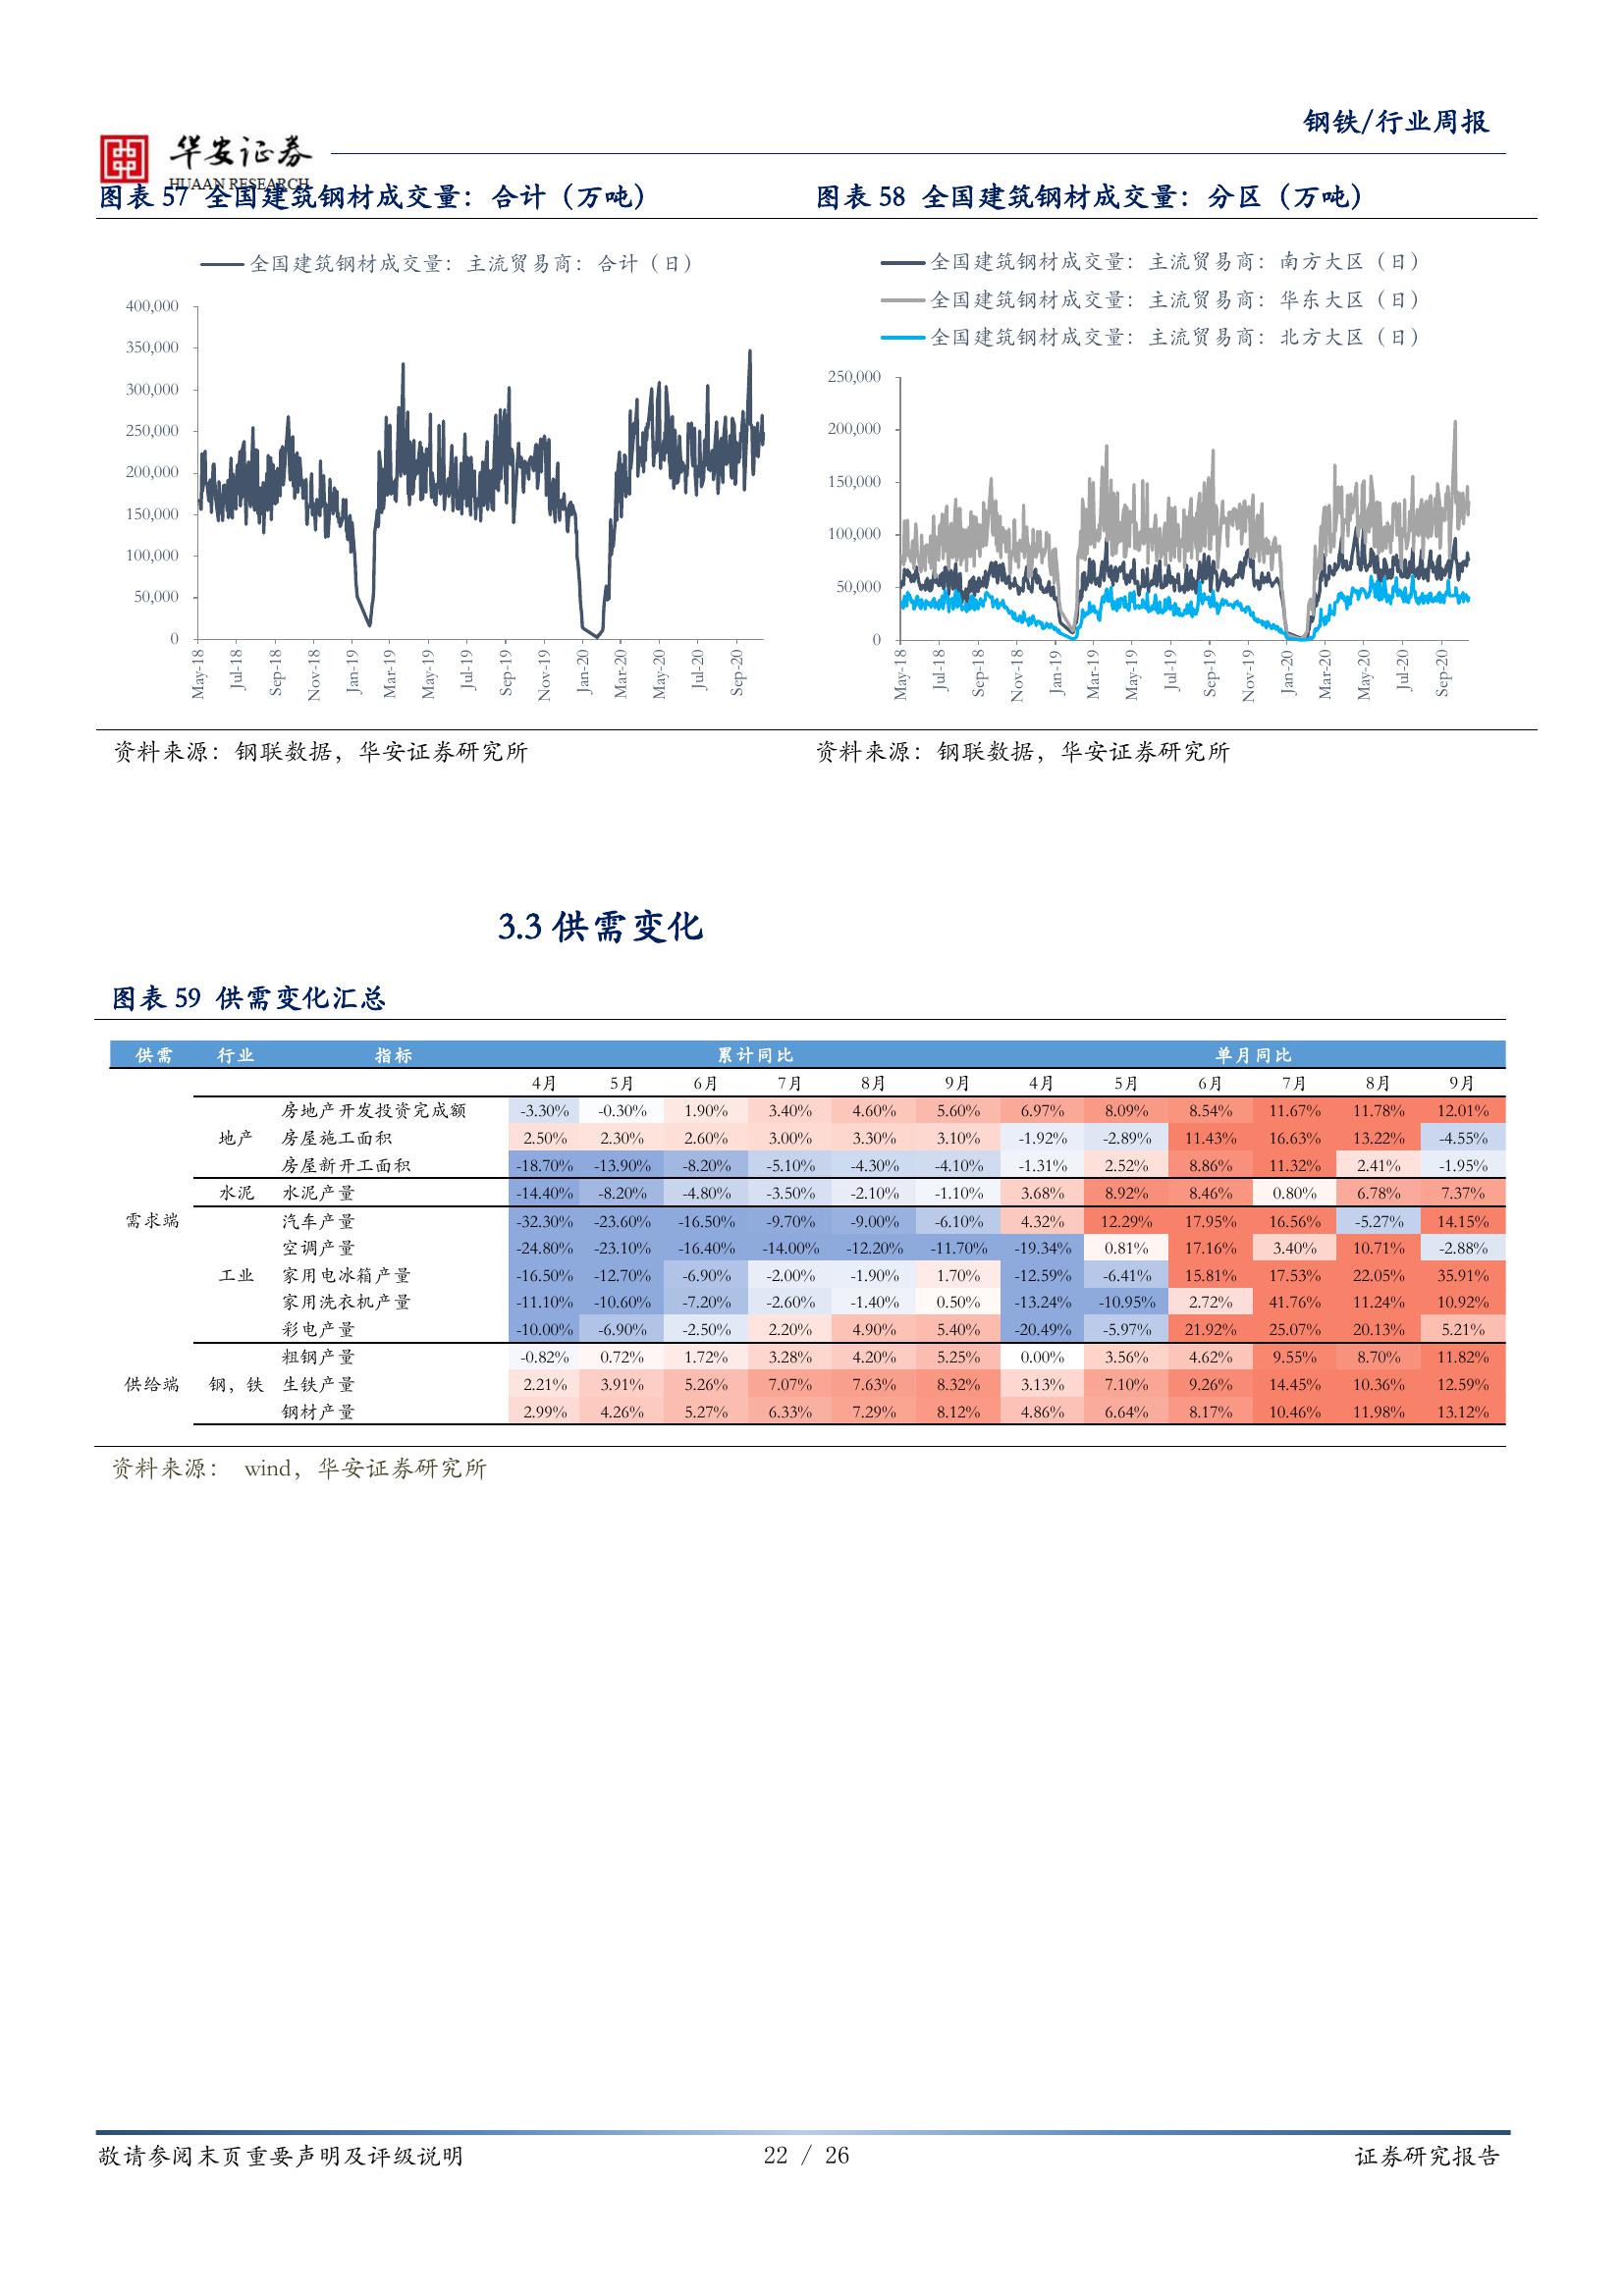 钢铁/行业周报
华安证券
HUAAN RESEARCH
图表 57 全国建筑钢材成交量：合计（万吨）
全国建筑钢材成交量：主流贸易商：合计（日）
400,000
350,000
300,000
250,000
200,000
150,000
100,000
50,000
0
May-18 Jul-18 Sep-18 Nov-18 Jan-19 Mar-19 May-19 Jul-19 Sep-19 Nov-19 Jan-20 Mar-20 May-20 Jul-20 Sep-20
资料来源：钢联数据，华安证券研究所
图表 58 全国建筑钢材成交量：分区（万吨）
全国建筑钢材成交量：主流贸易商：南方大区（日）
全国建筑钢材成交量：主流贸易商：华东大区（日）
全国建筑钢材成交量：主流贸易商：北方大区（日）
250,000
200,000
150,000
100,000
50,000
0
May-18 Jul-18 Sep-18 Nov-18 Jan-19 Mar-19 May-19 Jul-19 Sep-19 Nov-19 Jan-20 Mar-20 May-20 Jul-20 Sep-20
资料来源：钢联数据，华安证券研究所
3.3 供需变化
图表 59 供需变化汇总
供需 行业 指标 累计同比 单月同比
4月 5月 6月 7月 8月 9月 4月 5月 6月 7月 8月 9月
房地产开发投资完成额 -3.30% -0.30% 1.90% 3.40% 4.60% 5.60% 6.97% 8.09% 8.54% 11.67% 11.78% 12.01%
地产 房屋施工面积 2.50% 2.30% 2.60% 3.00% 3.30% 3.10% -1.92% -2.89% 11.43% 16.63% 13.22% -4.55%
房屋新开工面积 -18.70% -13.90% -8.20% -5.10% -4.30% -4.10% -1.31% 2.52% 8.86% 11.32% 2.41% -1.95%
水泥 水泥产量 -14.40% -8.20% -4.80% -3.50% -2.10% -1.10% 3.68% 8.92% 8.46% 0.80% 6.78% 7.37%
需求端 汽车产量 -32.30% -23.60% -16.50% -9.70% -9.00% -6.10% 4.32% 12.29% 17.95% 16.56% -5.27% 14.15%
空调产量 -24.80% -23.10% -16.40% -14.00% -12.20% -11.70% -19.34% 0.81% 17.16% 3.40% 10.71% -2.88%
工业 家用电冰箱产量 -16.50% -12.70% -6.90% -2.00% -1.90% 1.70% -12.59% -6.41% 15.81% 17.53% 22.05% 35.91%
家用洗衣机产量 -11.10% -10.60% -7.20% -2.60% -1.40% 0.50% -13.24% -10.95% 2.72% 41.76% 11.24% 10.92%
彩电产量 -10.00% -6.90% -2.50% 2.20% 4.90% 5.40% -20.49% -5.97% 21.92% 25.07% 20.13% 5.21%
粗钢产量 -0.82% 0.72% 1.72% 3.28% 4.20% 5.25% 0.00% 3.56% 4.62% 9.55% 8.70% 11.82%
供给端 钢，铁 生铁产量 2.21% 3.91% 5.26% 7.07% 7.63% 8.32% 3.13% 7.10% 9.26% 14.45% 10.36% 12.59%
钢材产量 2.99% 4.26% 5.27% 6.33% 7.29% 8.12% 4.86% 6.64% 8.17% 10.46% 11.98% 13.12%
资料来源： wind，华安证券研究所
敬请参阅末页重要声明及评级说明 22 / 26 证券研究报告